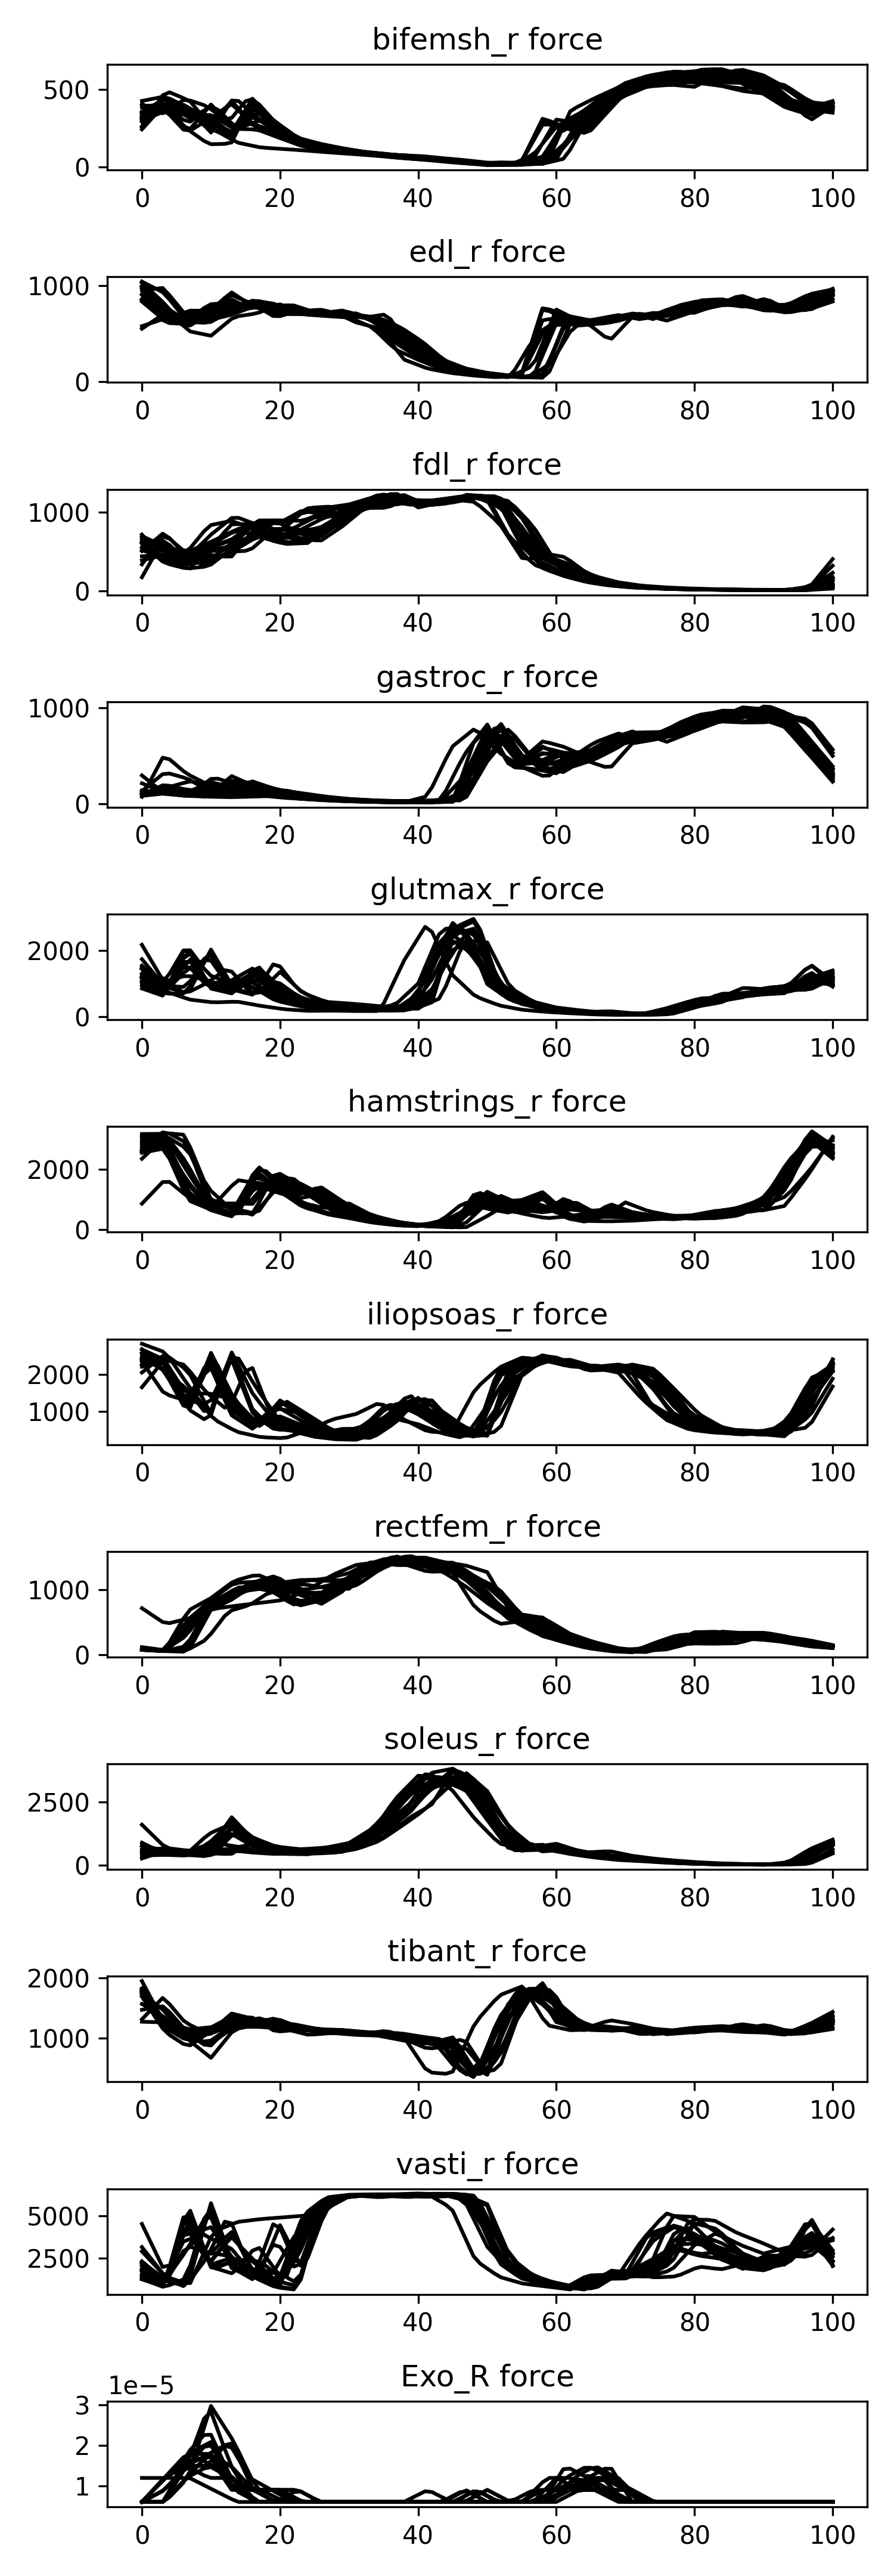 bifemsh_r force
500
0
0 20 40 60 80 100
edl_r force
1000
0
0 20 40 60 80 100
fdl_r force
1000
0
0 20 40 60 80 100
gastroc_r force
1000
0
0 20 40 60 80 100
glutmax_r force
2000
0
0 20 40 60 80 100
hamstrings_r force
2000
0
0 20 40 60 80 100
iliopsoas_r force
2000
1000
0 20 40 60 80 100
rectfem_r force
1000
0
0 20 40 60 80 100
soleus_r force
2500
0
0 20 40 60 80 100
tibant_r force
2000
1000
0 20 40 60 80 100
vasti_r force
5000
2500
0 20 40 60 80 100
Exo_R force
1e−5
3
2
1
0 20 40 60 80 100